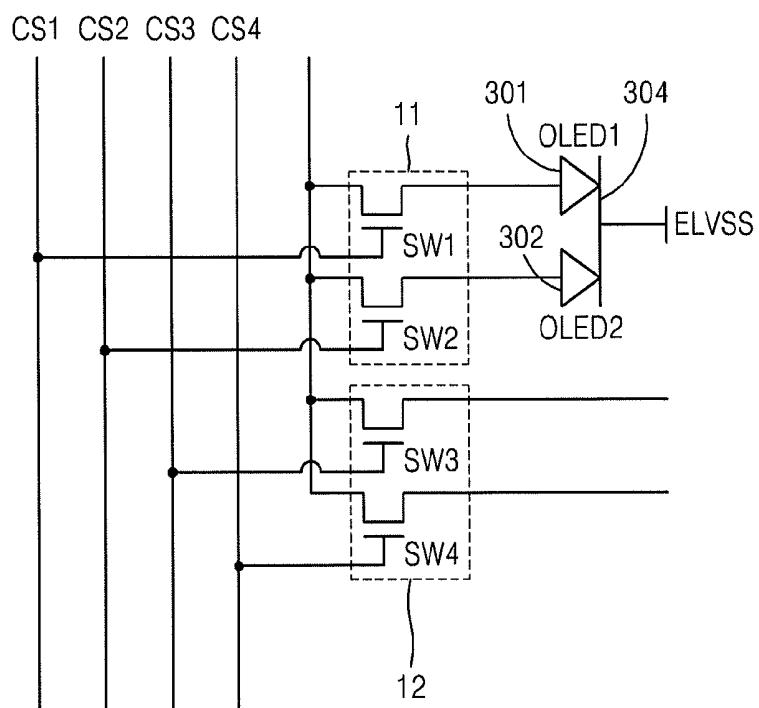 CS1 CS2 CS3 CS4
301
304
11
OLED1
SW1
302
ELVSS
SW2
OLED2
SW3
SW4
12